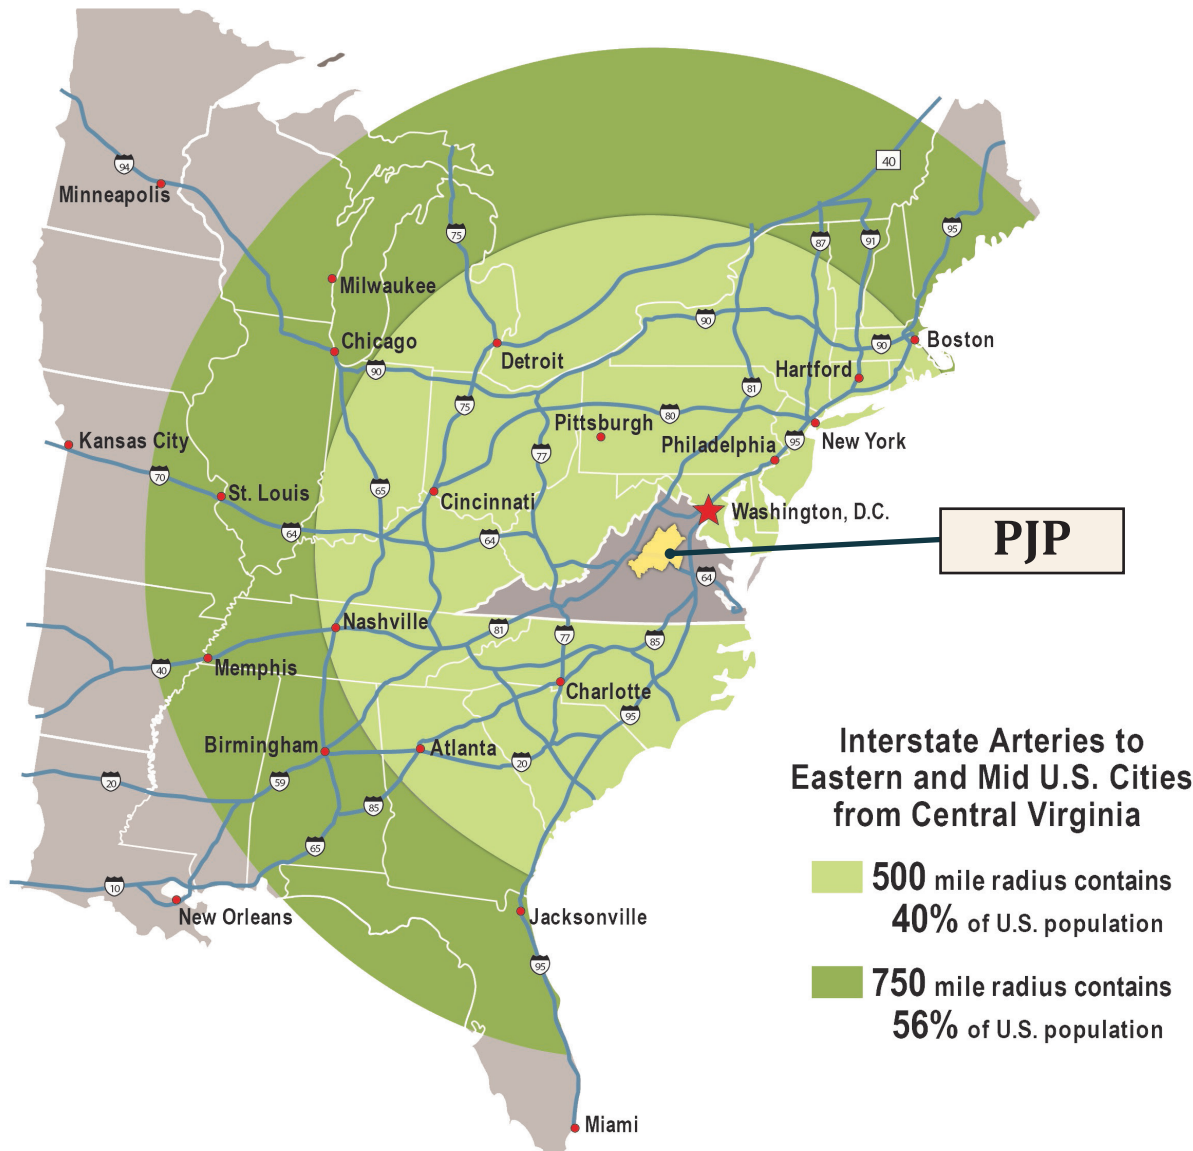 94
Minneapolis
40
75
87
91
95
Milwaukee
90
Chicago
90
Detroit
90
Boston
Hartford
75
81
80
Pittsburgh
Kansas City
77
Philadelphia
95
New York
70
65
St. Louis
Cincinnati
Washington, D.C.
64
64
PJP
64
Nashville
81
77
85
40
Memphis
Charlotte
95
Birmingham
Atlanta
20
20
59
85
65
10
New Orleans
Jacksonville
95
Miami
Interstate Arteries to
Eastern and Mid U.S. Cities
from Central Virginia
500 mile radius contains
40% of U.S. population
750 mile radius contains
56% of U.S. population